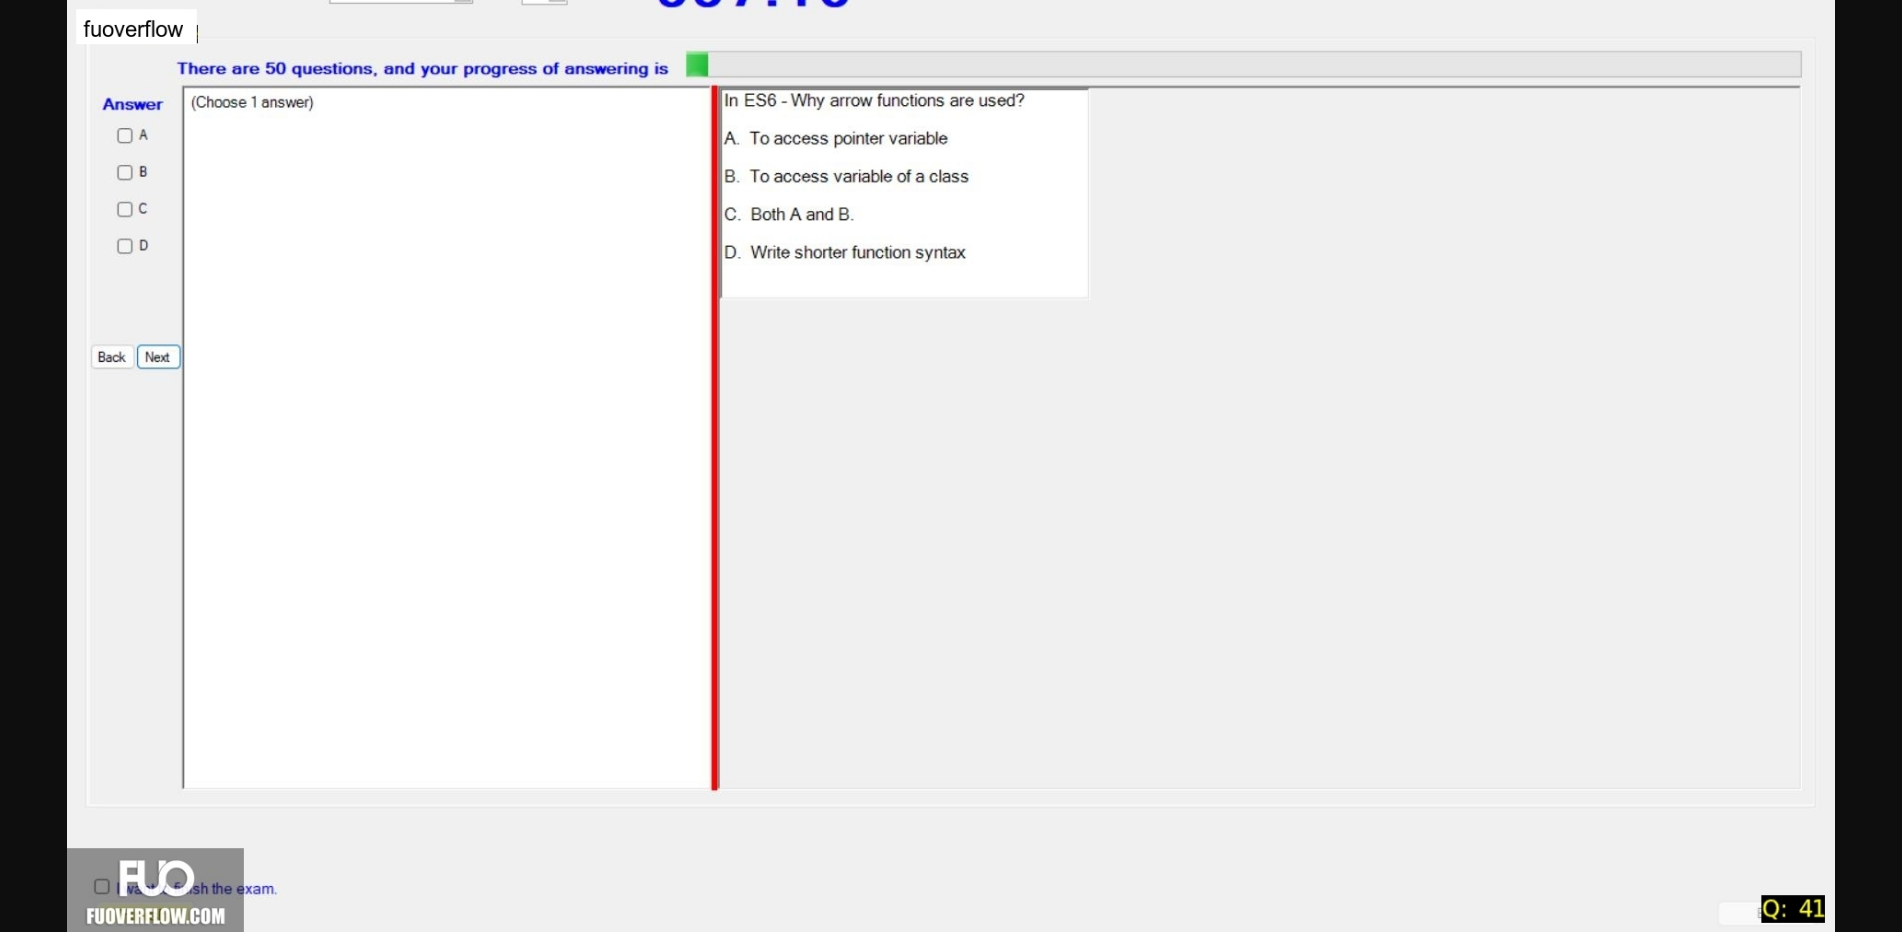 fuoverflow
There are 50 questions, and your progress of answering is
Answer
(Choose 1 answer)
A
B
C
D
Back
Next
In ES6 - Why arrow functions are used?
A. To access pointer variable
B. To access variable of a class
C. Both A and B.
D. Write shorter function syntax
FUO
the exam.
FUOVERFLOW.COM
Q: 41